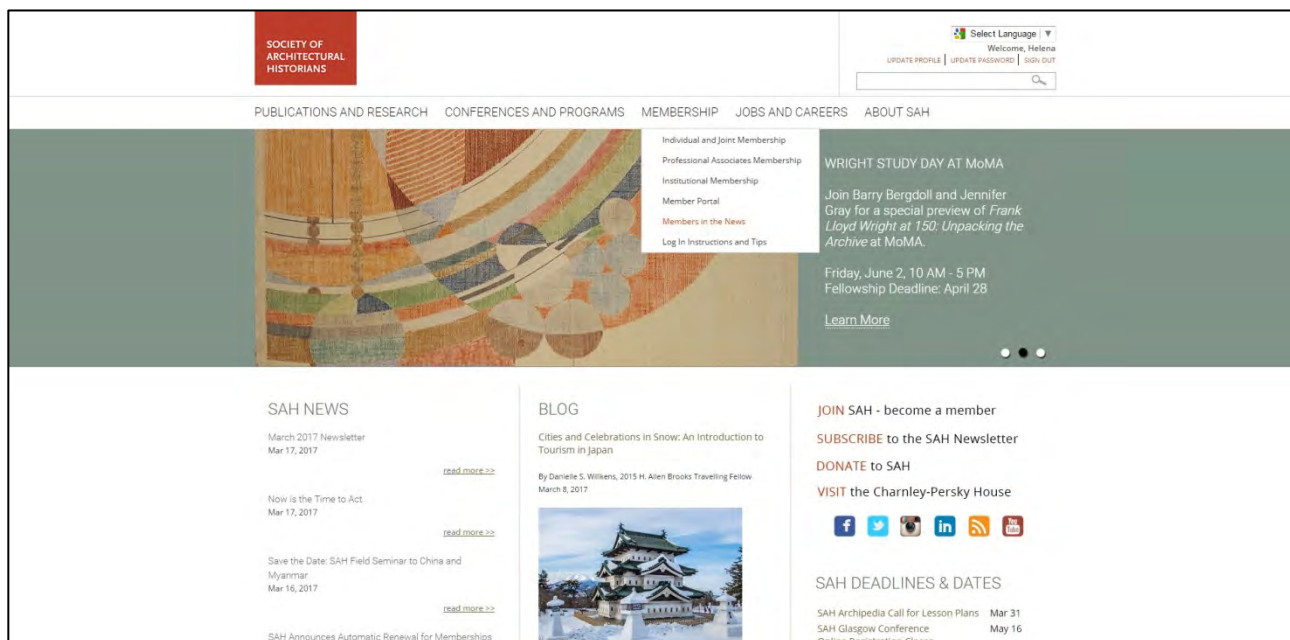 SOCIETY OF
ARCHITECTURAL
HISTORIANS
Select Language ▼
Welcome, Helena
UPDATE PROFILE | UPDATE PASSWORD | SIGN OUT
PUBLICATIONS AND RESEARCH CONFERENCES AND PROGRAMS MEMBERSHIP JOBS AND CAREERS ABOUT SAH
Individual and Joint Membership
Professional Associates Membership
Institutional Membership
Member Portal
Members in the News
Log In Instructions and Tips
WRIGHT STUDY DAY AT MoMA
Join Barry Bergdoll and Jennifer
Gray for a special preview of Frank
Lloyd Wright at 150: Unpacking the
Archive at MoMA.
Friday, June 2, 10 AM - 5 PM
Fellowship Deadline: April 28
Learn More
SAH NEWS
March 2017 Newsletter
Mar 17, 2017
read more >>
Now is the Time to Act
Mar 17, 2017
read more >>
Save the Date: SAH Field Seminar to China and
Myanmar
Mar 16, 2017
read more >>
SAH Announces Automatic Renewal for Memberships
BLOG
Cities and Celebrations in Snow: An Introduction to
Tourism in Japan
By Danielle S. Willkens, 2015 H. Allen Brooks Travelling Fellow
March 8, 2017
JOIN SAH - become a member
SUBSCRIBE to the SAH Newsletter
DONATE to SAH
VISIT the Charnley-Persky House
f
in
You
Tube
SAH DEADLINES & DATES
SAH Archipedia Call for Lesson Plans Mar 31
SAH Glasgow Conference May 16
Online Registration Closes